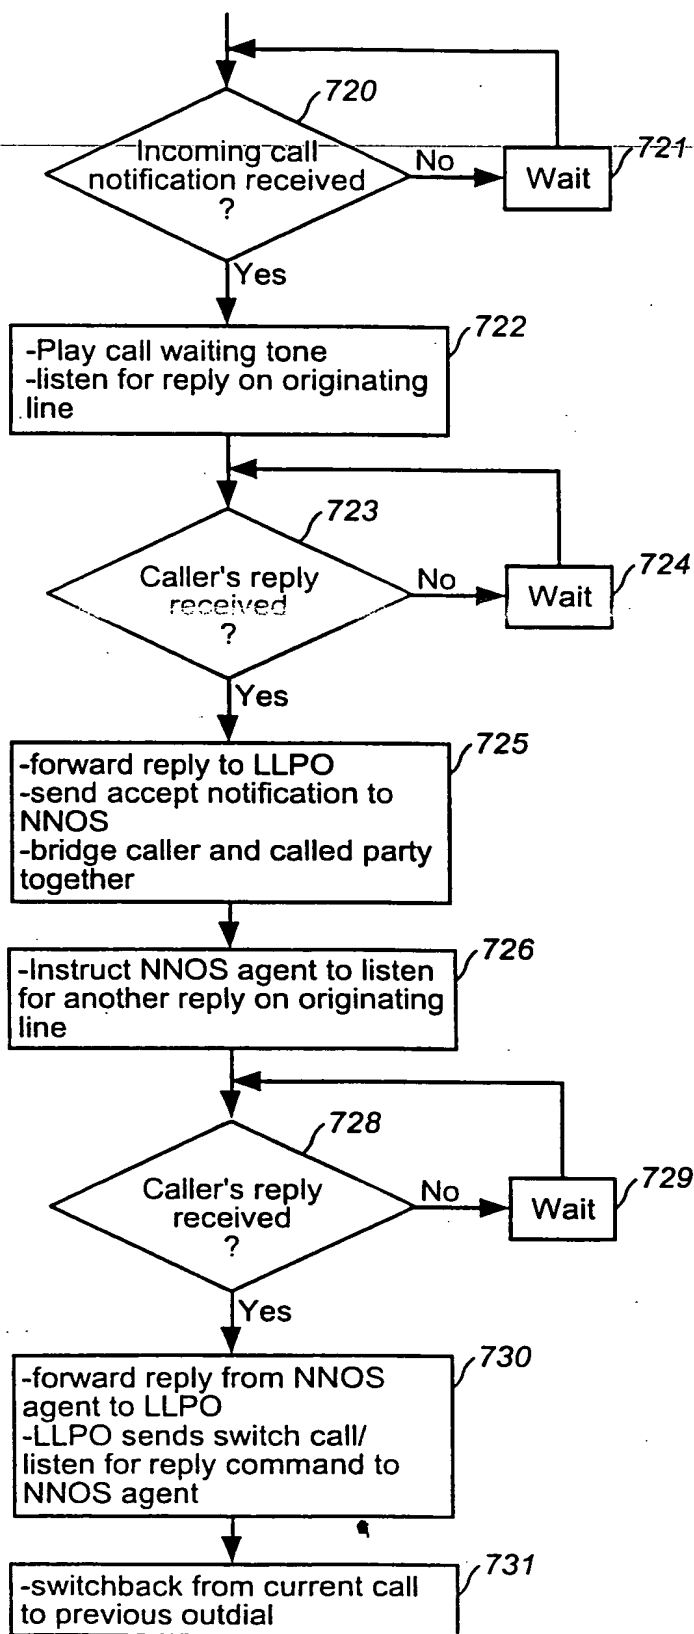 720
Incoming call
notification received
?
No
Wait
721
Yes
722
-Play call waiting tone
-listen for reply on originating
line
723
Caller's reply
received
?
No
Wait
724
Yes
725
-forward reply to LLPO
-send accept notification to
NNOS
-bridge caller and called party
together
726
-Instruct NNOS agent to listen
for another reply on originating
line
728
Caller's reply
received
?
No
Wait
729
Yes
730
-forward reply from NNOS
agent to LLPO
-LLPO sends switch call/
listen for reply command to
NNOS agent
731
-switchback from current call
to previous outdial